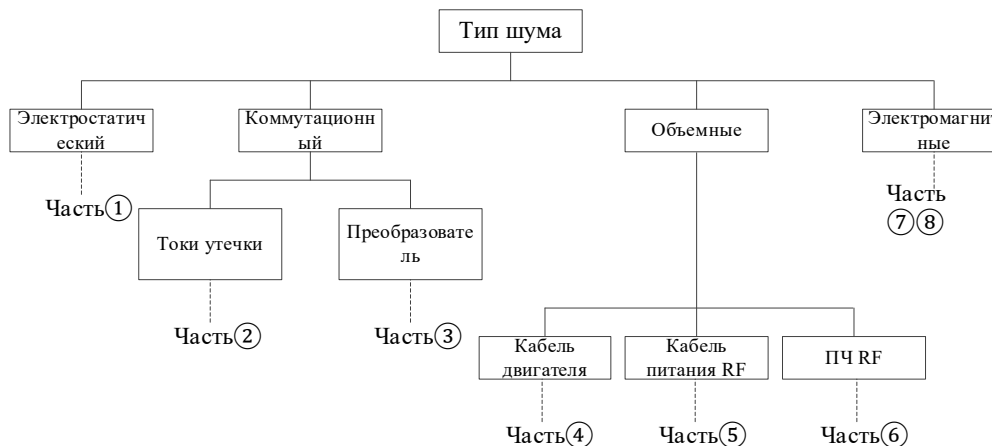 Тип шума
Электростатич
еский
Коммутационн
ый
Объемные
Электромагнит
ные
Часть①
Часть
⑦⑧
Токи утечки
Преобразовате
ль
Часть②
Часть③
Кабель
двигателя
Кабель
питания RF
ПЧ RF
Часть④
Часть⑤
Часть⑥